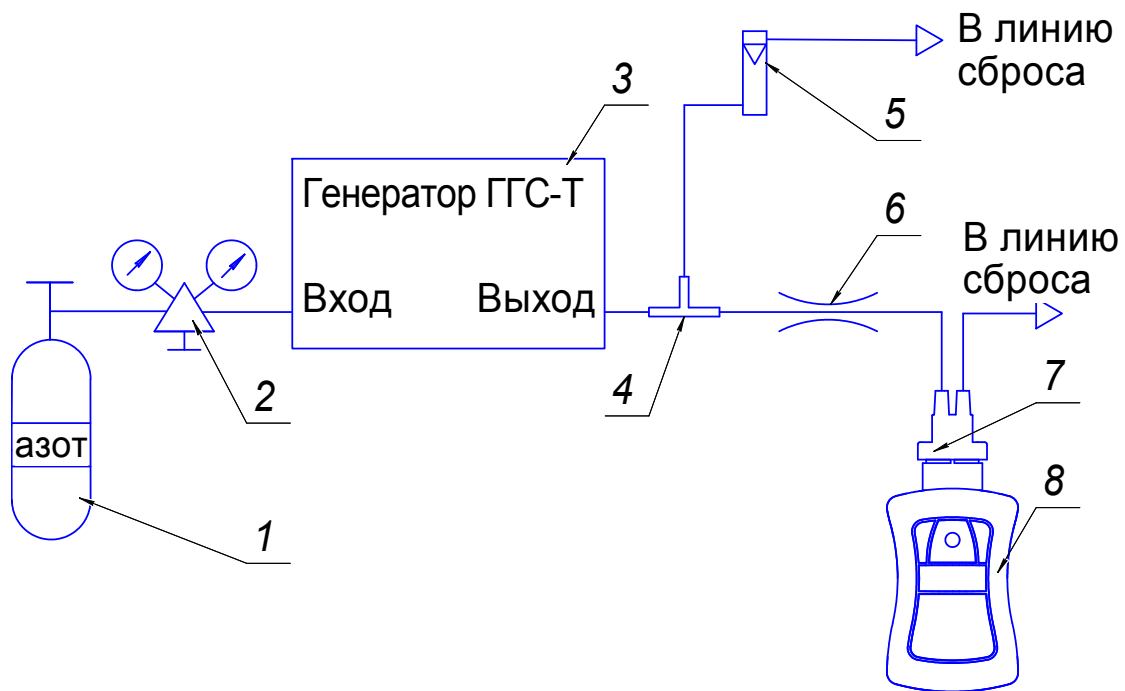 В линию
сброса
3
5
Генератор ГГС-Т
6
В линию
сброса
Вход
Выход
2
4
7
азот
8
1